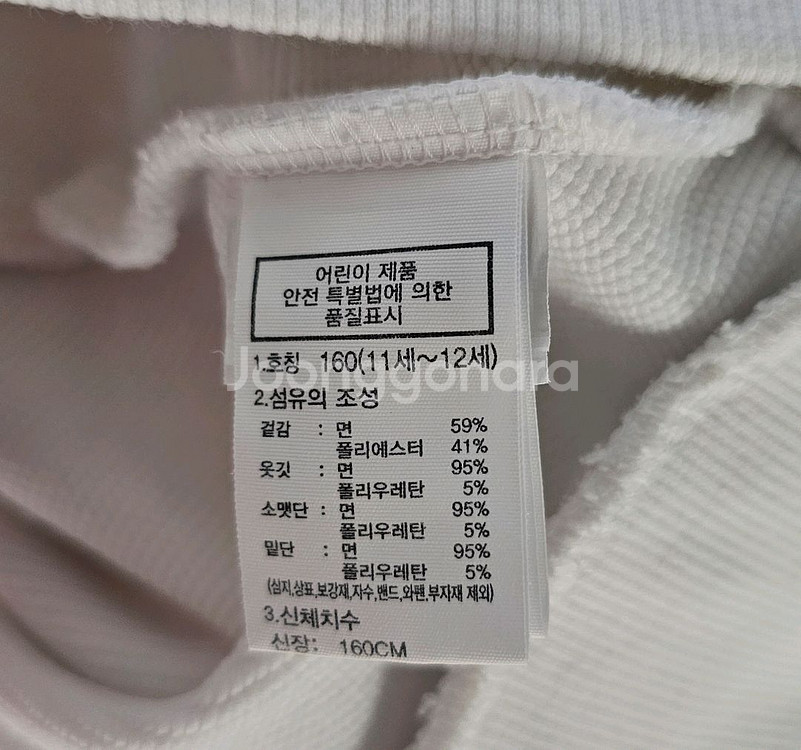 어린이 제품
안전 특별법에 의한
품질표시
1.호칭 160(11세~12세)
Joonggonara
2.섬유의 조성
겉감 : 면 59%
폴리에스터 41%
옷깃 : 면 95%
폴리우레탄 5%
소맷단 : 면 95%
폴리우레탄 5%
밑단 : 면 95%
폴리우레탄 5%
(심지,상표,보강재,자수,밴드,와펜,부자재 제외)
3.신체치수
신장: 160CM